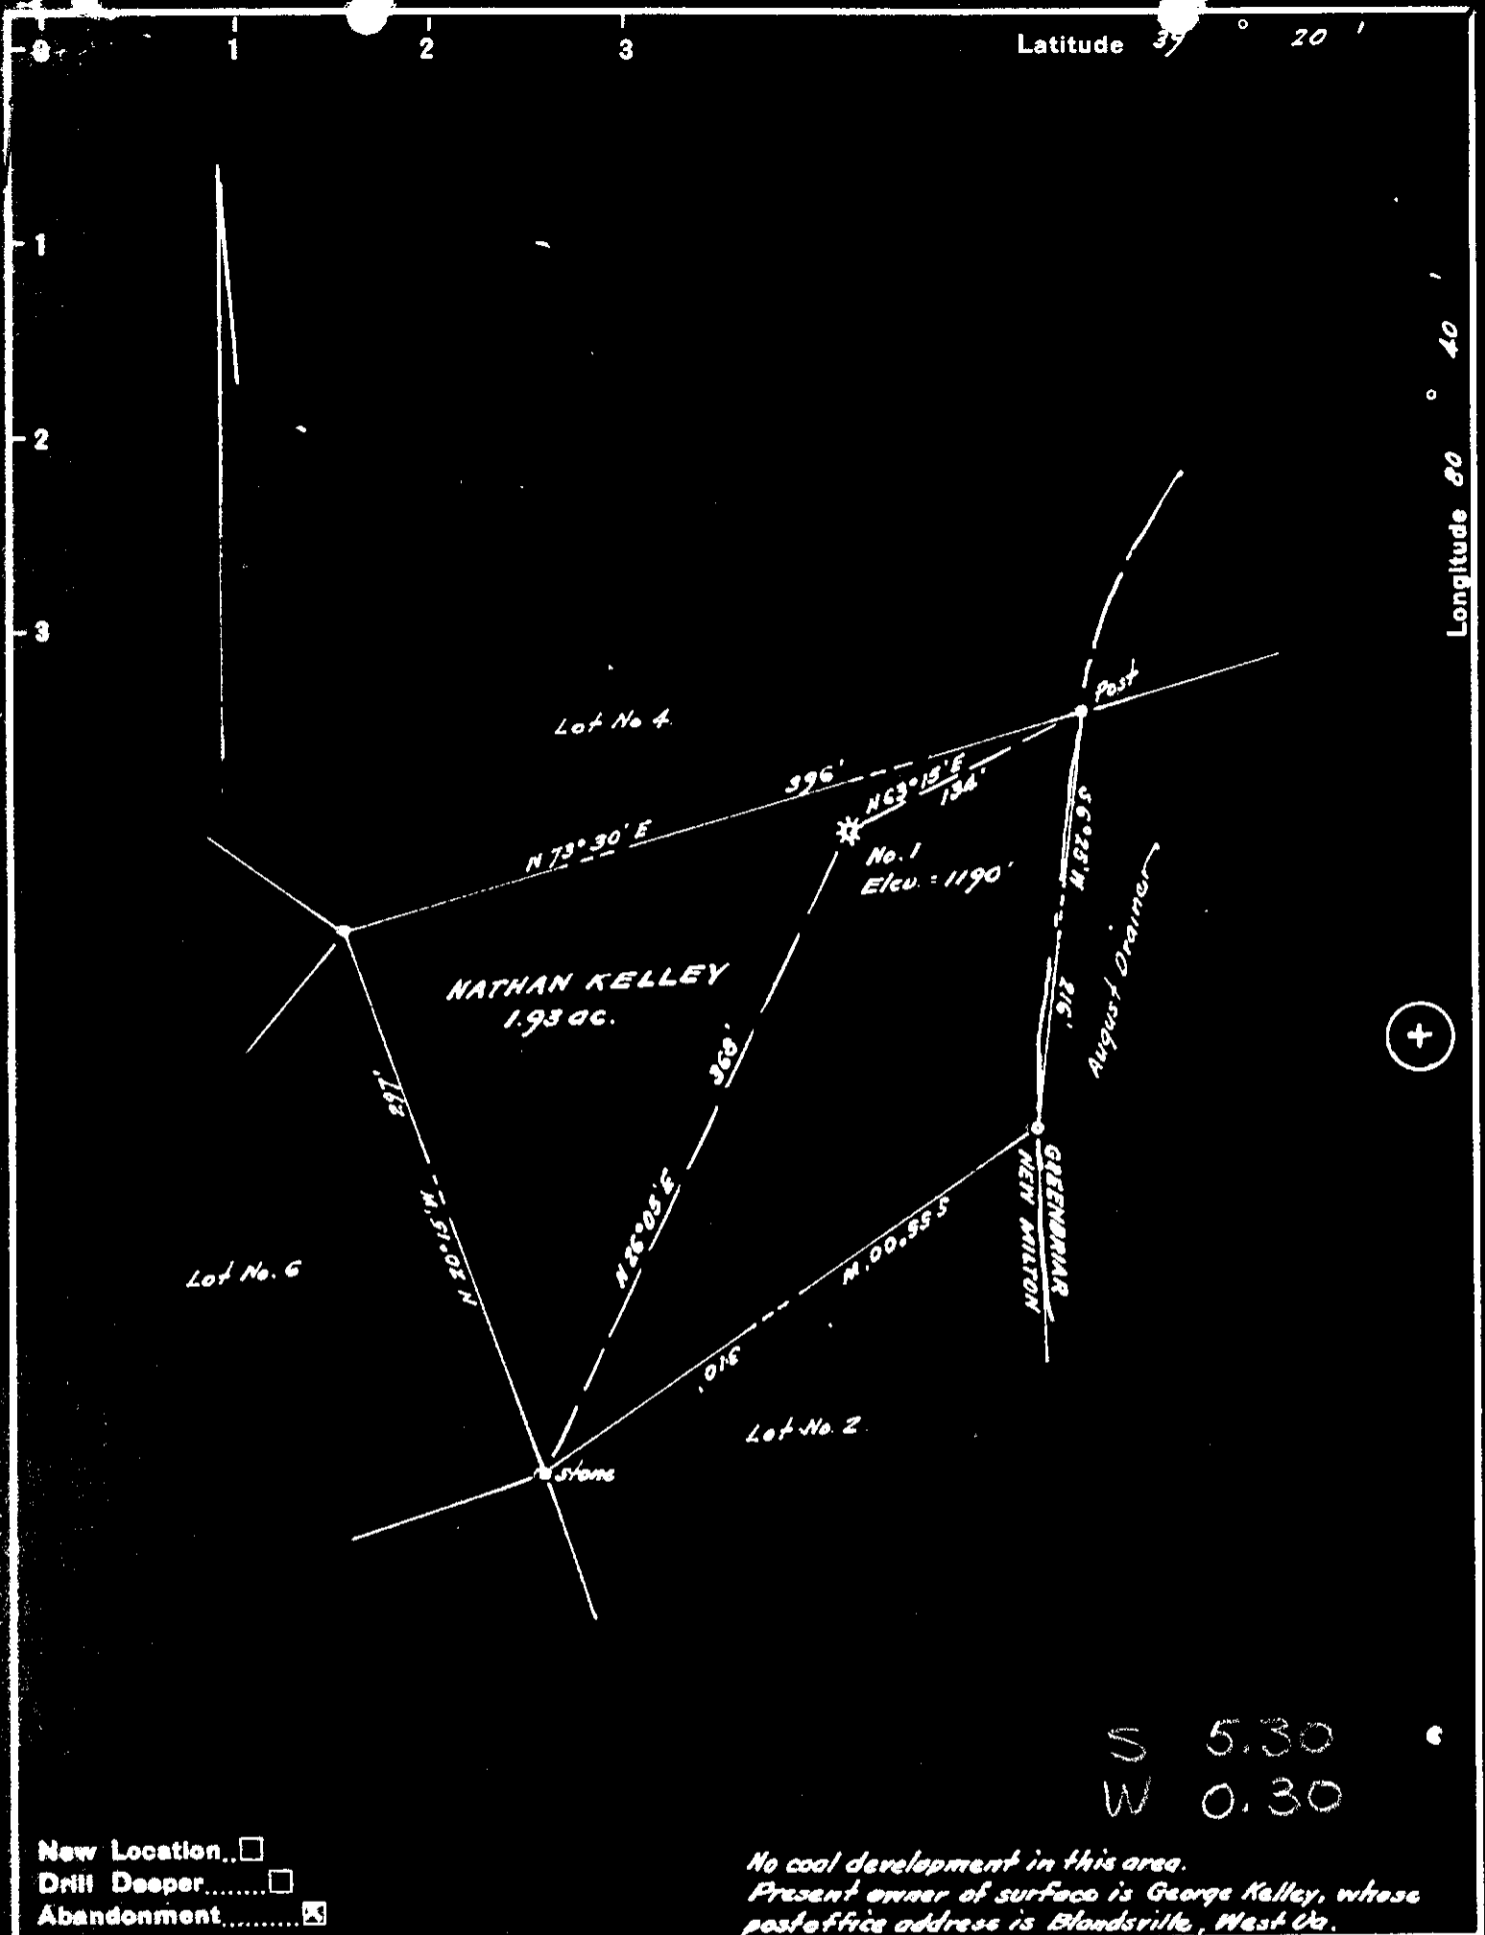 0 1 2 3 Latitude 39 ° 20 '
1
2
3
Longitude 80 ° 40 '
Post
Lot No 4.
396'
N 63° 15' E
134'
N 73° 30' E
No. 1
Elev. = 1190'
S 6° 25' W
216'
August Drainer
NATHAN KELLEY
1.93 ac.
368'
N 26° 05' E
297'
N 20° 15' W
GREENBRIAR
NEW MILTON
S 55° 00' W
310'
Lot No. 6
Lot No. 2
stone
S 5.30
W 0.30
New Location..
Drill Deeper........
Abandonment..........
No coal development in this area.
Present owner of surface is George Kelley, whose
postoffice address is Blandsville, West Va.